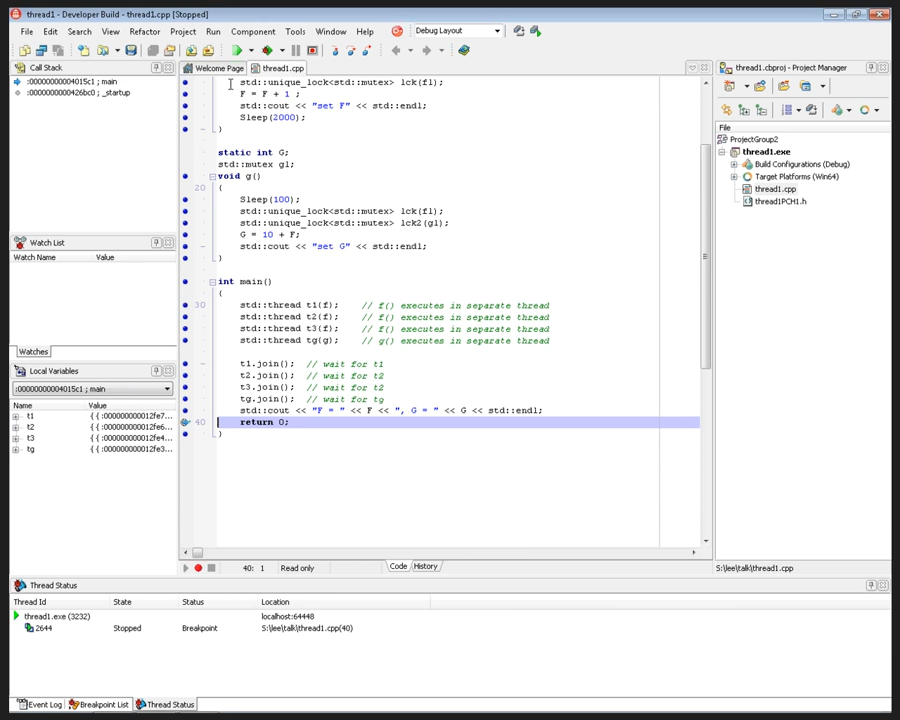 thread1 - Developer Build - thread1.cpp [Stopped]
File Edit Search View Refactor Project Run Component Tools Window Help Debug Layout
Call Stack
:00000000004015c1 ; main
:0000000000426bc0 ; _startup
Watch List
Watch Name Value
Watches
Local Variables
:00000000004015c1 ; main
Name Value
t1 {{:000000000012fe7...
t2 {{:000000000012fe6...
t3 {{:000000000012fe4...
tg {{:000000000012fe3...
Welcome Page thread1.cpp
std::unique_lock<std::mutex> lck(fl);
F = F + 1 ;
std::cout << "set F" << std::endl;
Sleep(2000);
}
static int G;
std::mutex gl;
void g()
20 {
Sleep(100);
std::unique_lock<std::mutex> lck(fl);
std::unique_lock<std::mutex> lck2(gl);
G = 10 + F;
std::cout << "set G" << std::endl;
}
int main()
{
30 std::thread t1(f); // f() executes in separate thread
std::thread t2(f); // f() executes in separate thread
std::thread t3(f); // f() executes in separate thread
std::thread tg(g); // g() executes in separate thread
t1.join(); // wait for t1
t2.join(); // wait for t2
t3.join(); // wait for t2
tg.join(); // wait for tg
std::cout << "F = " << F << ", G = " << G << std::endl;
40 return 0;
}
40: 1 Read only Code History
thread1.cbproj - Project Manager
File
ProjectGroup2
thread1.exe
Build Configurations (Debug)
Target Platforms (Win64)
thread1.cpp
thread1PCH1.h
S:\lee\talk\thread1.cpp
Thread Status
Thread Id State Status Location
thread1.exe (3232) localhost:64448
2644 Stopped Breakpoint S:\lee\talk\thread1.cpp(40)
Event Log Breakpoint List Thread Status